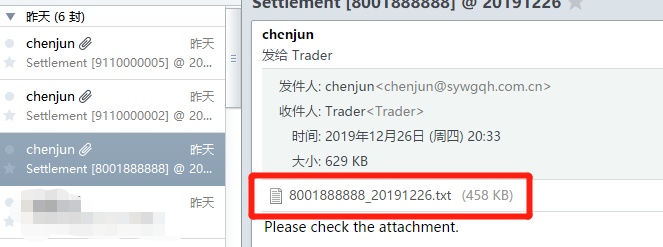 昨天 (6 封)
chenjun
昨天
Settlement [9110000005] @ 20...
chenjun
昨天
Settlement [9110000002] @ 20...
chenjun
昨天
Settlement [8001888888] @ 20...
昨天
Settlement [8001888888] @ 20191226
chenjun
发给 Trader
发件人: chenjun<chenjun@sywgqh.com.cn>
收件人: Trader<Trader>
时间: 2019年12月26日 (周四) 20:33
大小: 629 KB
8001888888_20191226.txt (458 KB)
Please check the attachment.